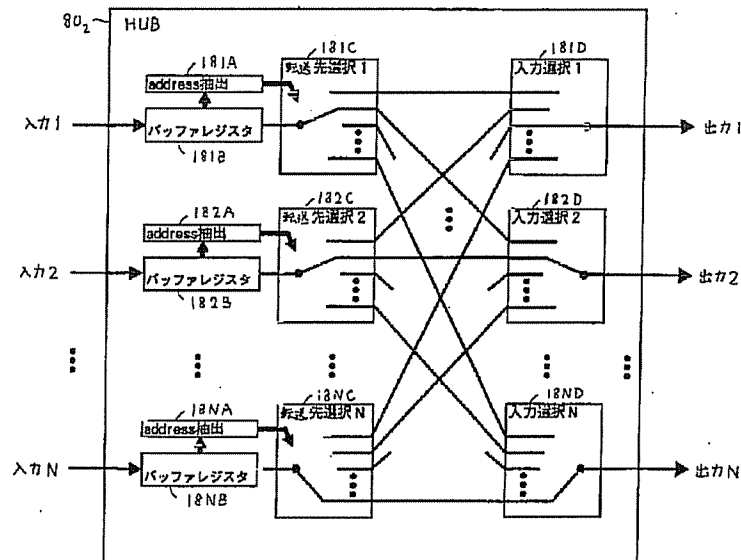 80₂ HUB
181A 181C 181D
address抽出 転送先選択1 入力選択1
入力1 バッファレジスタ 出力1
181B
182A 182C 182D
address抽出 転送先選択2 入力選択2
入力2 バッファレジスタ 出力2
182B
18NA 18NC 18ND
address抽出 転送先選択N 入力選択N
入力N バッファレジスタ 出力N
18NB